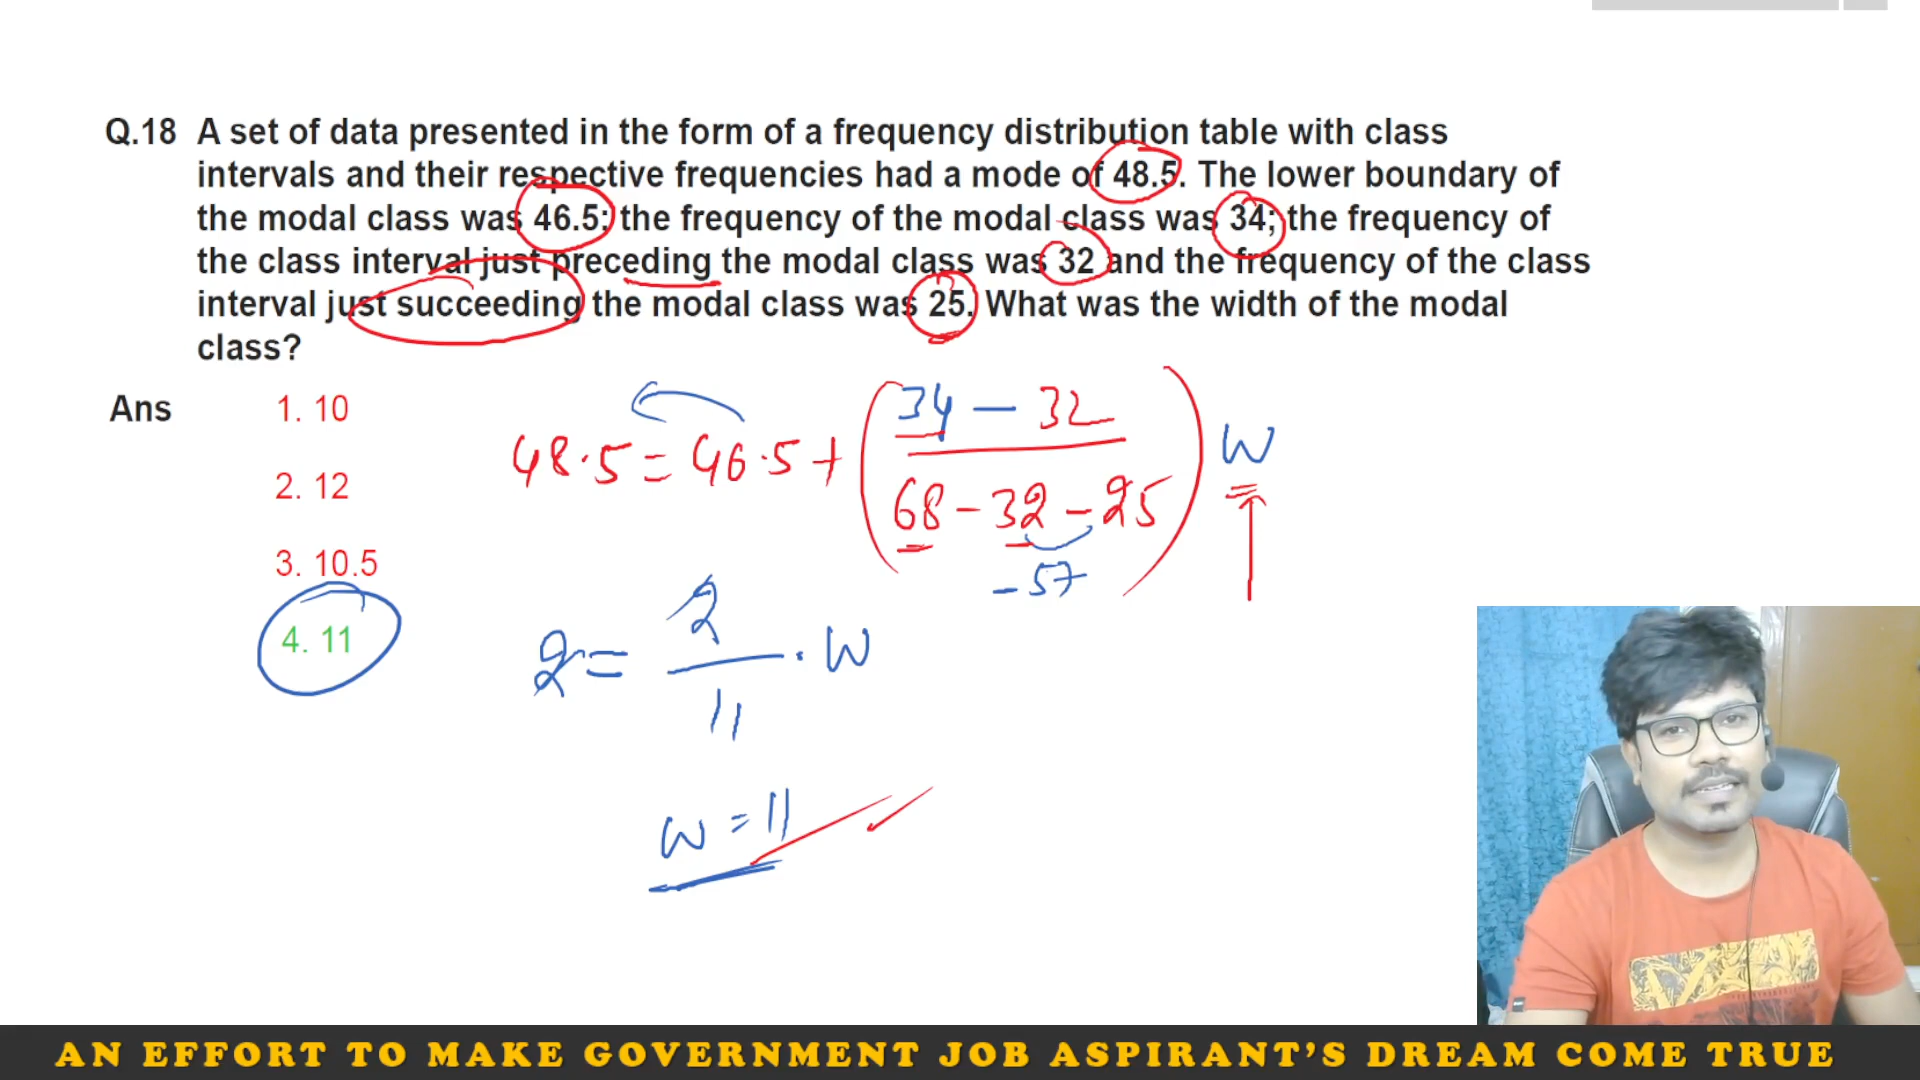 Q.18 A set of data presented in the form of a frequency distribution table with class
intervals and their respective frequencies had a mode of 48.5. The lower boundary of
the modal class was 46.5; the frequency of the modal class was 34; the frequency of
the class interval just preceding the modal class was 32 and the frequency of the class
interval just succeeding the modal class was 25. What was the width of the modal
class?
Ans 1. 10
2. 12
3. 10.5
4. 11
34 - 32
48.5 = 46.5 + ( ) W
68 - 32 - 25
- 57
2
2 = . W
11
W = 11
AN EFFORT TO MAKE GOVERNMENT JOB ASPIRANT'S DREAM COME TRUE